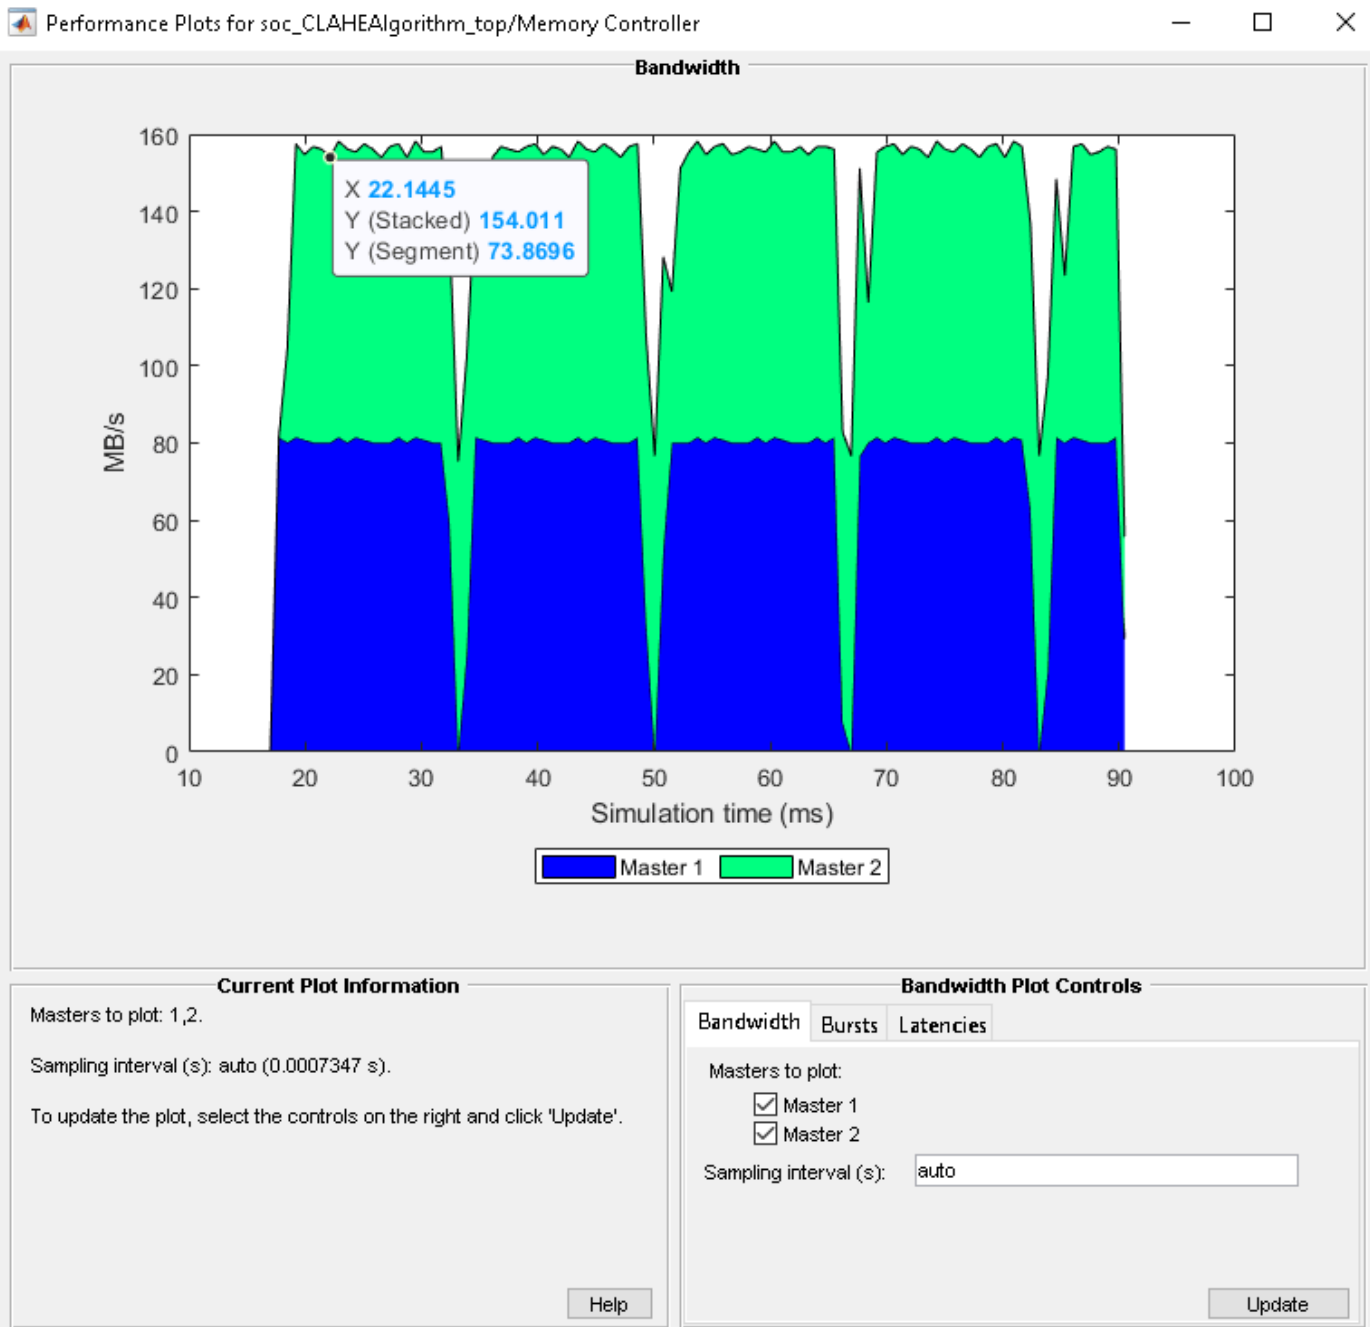 Performance Plots for soc_CLAHEAlgorithm_top/Memory Controller
Bandwidth
160
140
120
100
80
60
40
20
0
MB/s
X 22.1445
Y (Stacked) 154.011
Y (Segment) 73.8696
10 20 30 40 50 60 70 80 90 100
Simulation time (ms)
Master 1 Master 2
Current Plot Information
Masters to plot: 1,2.
Sampling interval (s): auto (0.0007347 s).
To update the plot, select the controls on the right and click 'Update'.
Help
Bandwidth Plot Controls
Bandwidth Bursts Latencies
Masters to plot:
Master 1
Master 2
Sampling interval (s): auto
Update